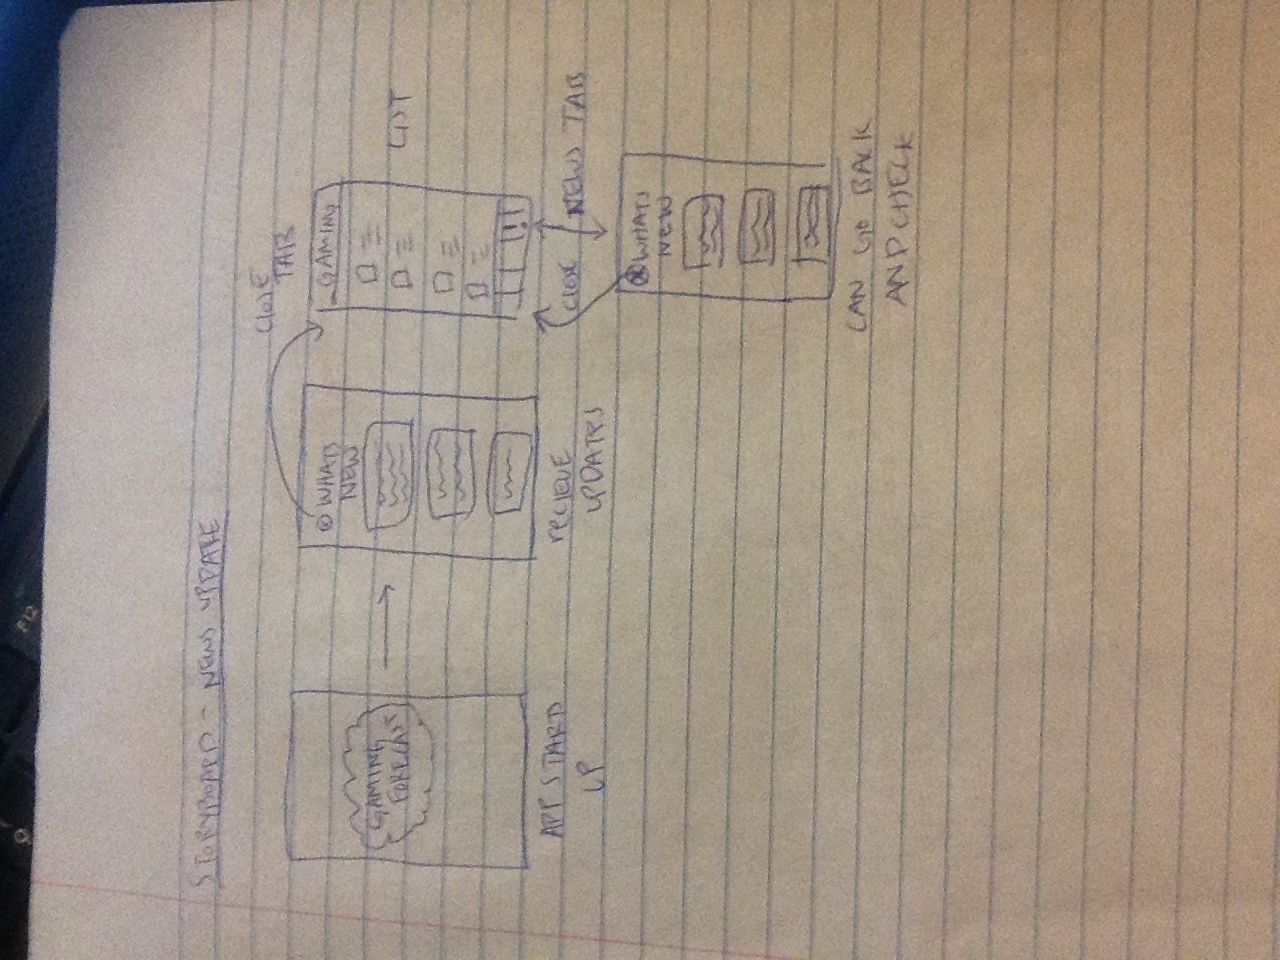 STORYBOARD - NEWS UPDATE
GAMING
FORECAST
APP START
UP
WHATS
NEW
RECIEVE
UPDATES
CLOSE
TAB
GAMING
LIST
!
CLOSE
NEWS TAB
WHATS
NEW
CAN GO BACK
AND CHECK